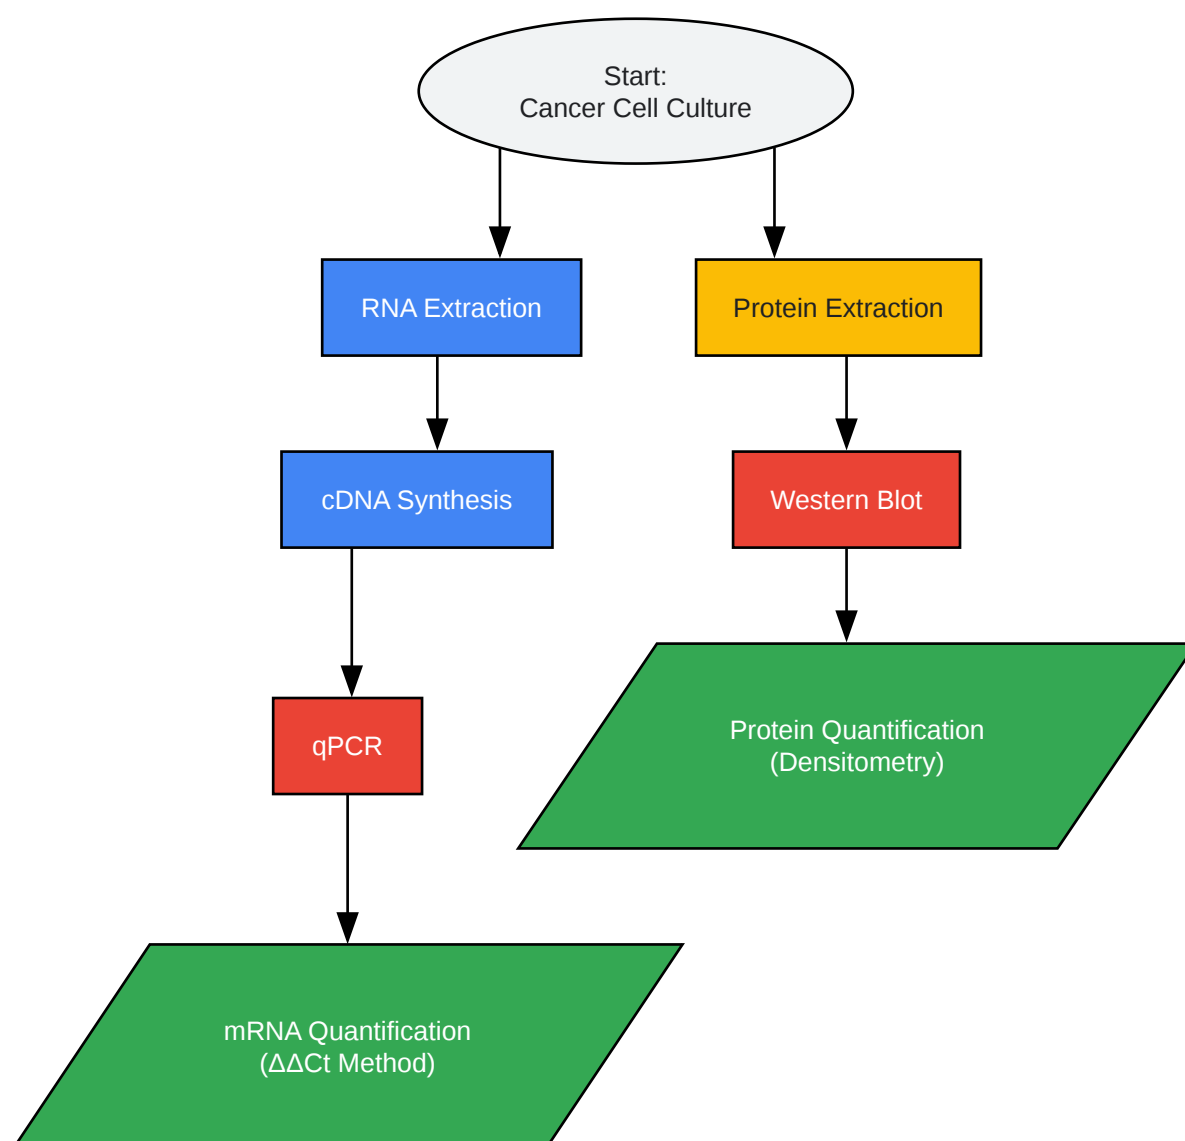 Start:
Cancer Cell Culture
RNA Extraction
Protein Extraction
cDNA Synthesis
Western Blot
qPCR
Protein Quantification
(Densitometry)
mRNA Quantification
(ΔΔCt Method)